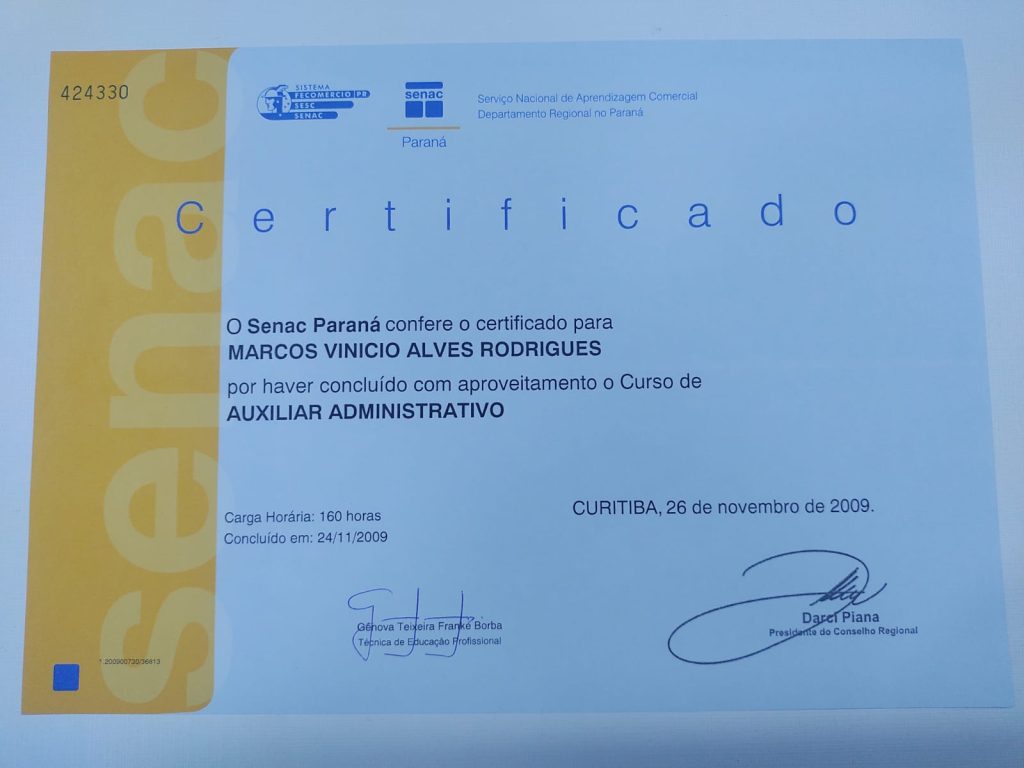 424330
SISTEMA
FECOMÉRCIO PR
SESC
SENAC
senac
Paraná
Serviço Nacional de Aprendizagem Comercial
Departamento Regional no Paraná
senac
Certificado
O Senac Paraná confere o certificado para
MARCOS VINICIO ALVES RODRIGUES
por haver concluído com aproveitamento o Curso de
AUXILIAR ADMINISTRATIVO
Carga Horária: 160 horas
Concluído em: 24/11/2009
CURITIBA, 26 de novembro de 2009.
Gênova Teixeira Franke Borba
Técnica de Educação Profissional
Darci Piana
Presidente do Conselho Regional
1.200900730/36813